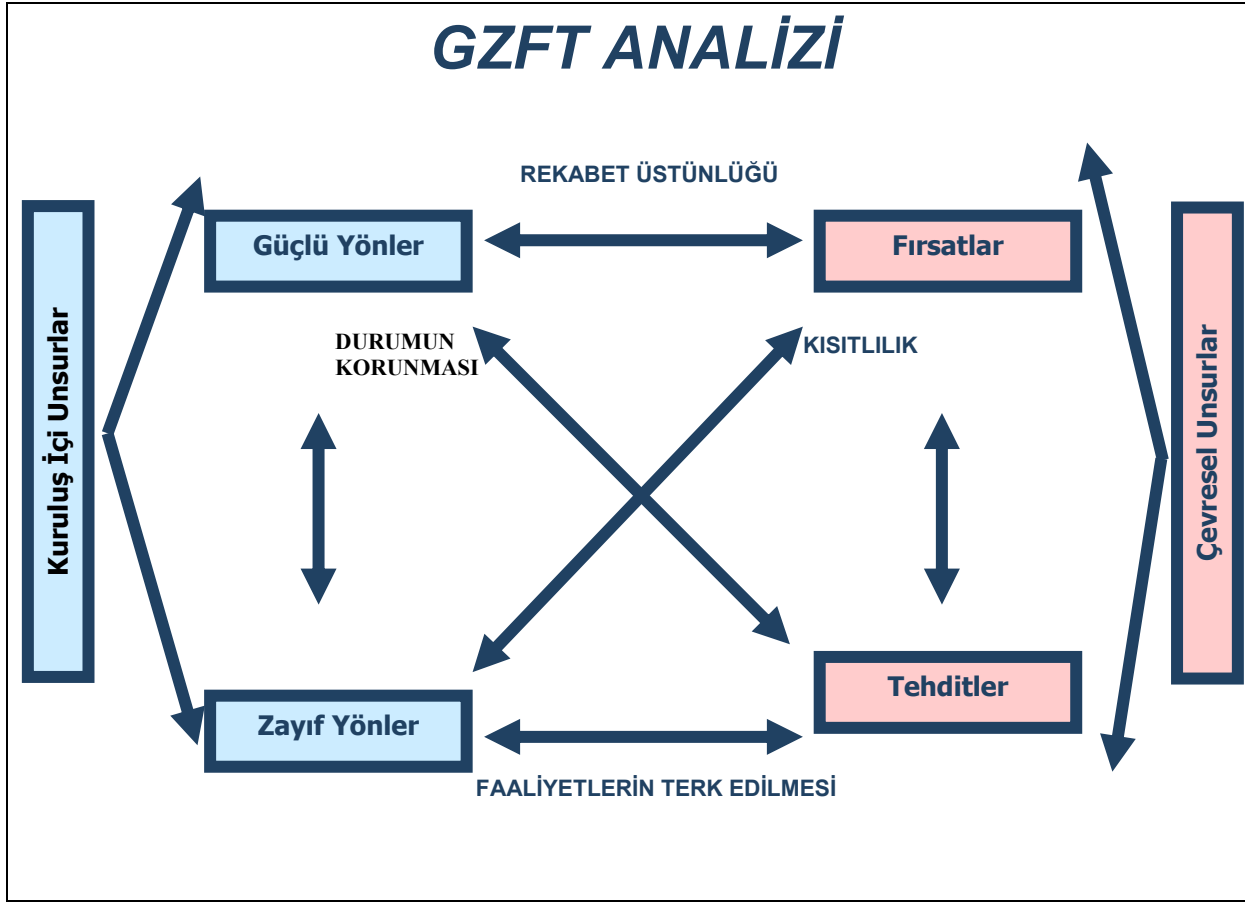 GZFT ANALİZİ
REKABET ÜSTÜNLÜĞÜ
Güçlü Yönler
Fırsatlar
DURUMUN
KORUNMASI
KISITLILIK
Kuruluş İçi Unsurlar
Çevresel Unsurlar
Zayıf Yönler
Tehditler
FAALİYETLERİN TERK EDİLMESİ